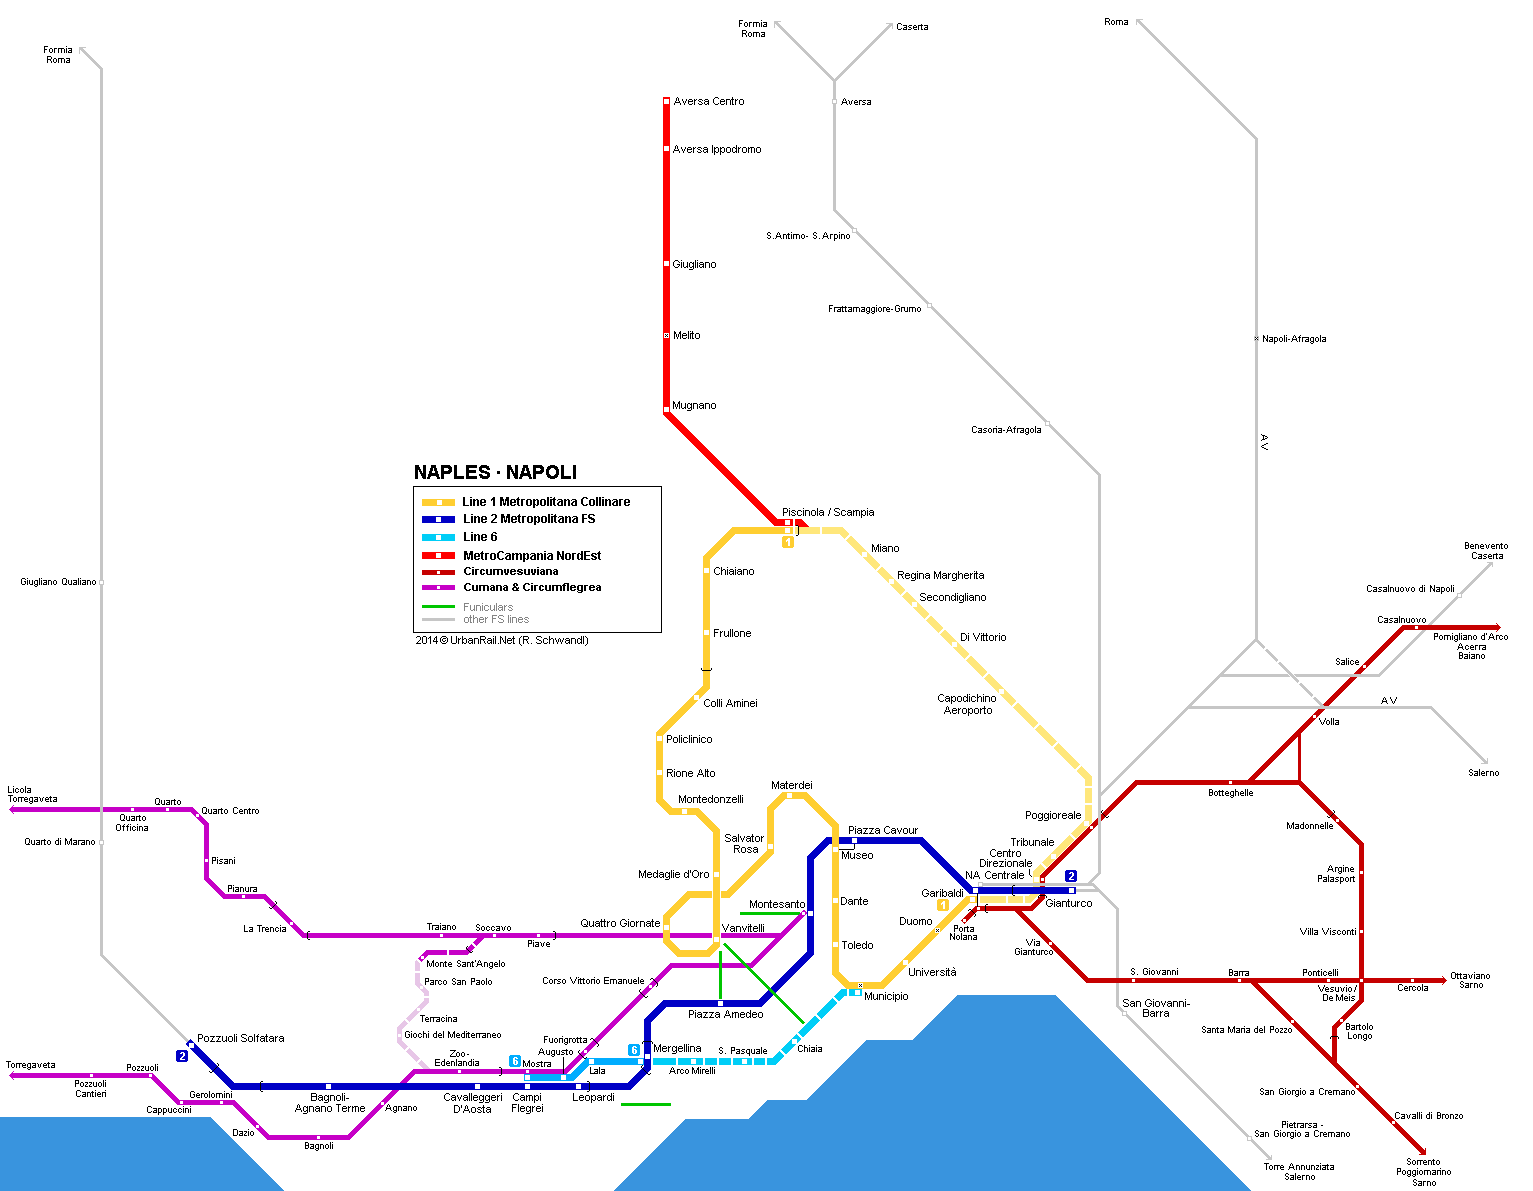 Formia
Roma
Formia
Roma
Caserta
Roma
Aversa Centro
Aversa
Aversa Ippodromo
S.Antimo- S.Arpino
Giugliano
Frattamaggiore-Grumo
Melito
Napoli-Afragola
Mugnano
Casoria-Afragola
AV
NAPLES · NAPOLI
Line 1 Metropolitana Collinare
Line 2 Metropolitana FS
Line 6
MetroCampania NordEst
Circumvesuviana
Cumana & Circumflegrea
Funiculars
other FS lines
2014 © UrbanRail.Net (R. Schwandl)
Piscinola / Scampia
1
Miano
Regina Margherita
Secondigliano
Di Vittorio
Capodichino
Aeroporto
Chiaiano
Frullone
Colli Aminei
Policlinico
Rione Alto
Montedonzelli
Materdei
Salvator
Rosa
Medaglie d'Oro
Quattro Giornate
Vanvitelli
Montesanto
Piazza Cavour
Museo
Dante
Toledo
Municipio
Università
Duomo
Garibaldi
1
NA Centrale
Centro
Direzionale
Tribunale
Poggioreale
2
Gianturco
Porta
Nolana
Via
Gianturco
Benevento
Caserta
Casalnuovo di Napoli
Casalnuovo
Pomigliano d'Arco
Acerra
Baiano
Salice
Volla
AV
Salerno
Botteghelle
Madonnelle
Argine
Palasport
Villa Visconti
S. Giovanni
Barra
Ponticelli
Vesuvio/
De Meis
Cercola
Ottaviano
Sarno
San Giovanni-
Barra
Santa Maria del Pozzo
Bartolo
Longo
San Giorgio a Cremano
Cavalli di Bronzo
Pietrarsa -
San Giorgio a Cremano
Torre Annunziata
Salerno
Sorrento
Poggiomarino
Sarno
Giugliano Qualiano
Licola
Torregaveta
Quarto
Quarto
Officina
Quarto Centro
Quarto di Marano
Pisani
Pianura
La Trencia
Traiano
Soccavo
Piave
Monte Sant'Angelo
Parco San Paolo
Terracina
Giochi del Mediterraneo
Corso Vittorio Emanuele
Piazza Amedeo
Pozzuoli Solfatara
2
Fuorigrotta
Augusto
Zoo-
Edenlandia
6
Mostra
6
Mergellina
S. Pasquale
Chiaia
Lala
Arco Mirelli
Torregaveta
Pozzuoli
Cantieri
Pozzuoli
Gerolomini
Cappuccini
Dazio
Bagnoli
Agnano
Bagnoli-
Agnano Terme
Cavalleggeri
D'Aosta
Campi
Flegrei
Leopardi